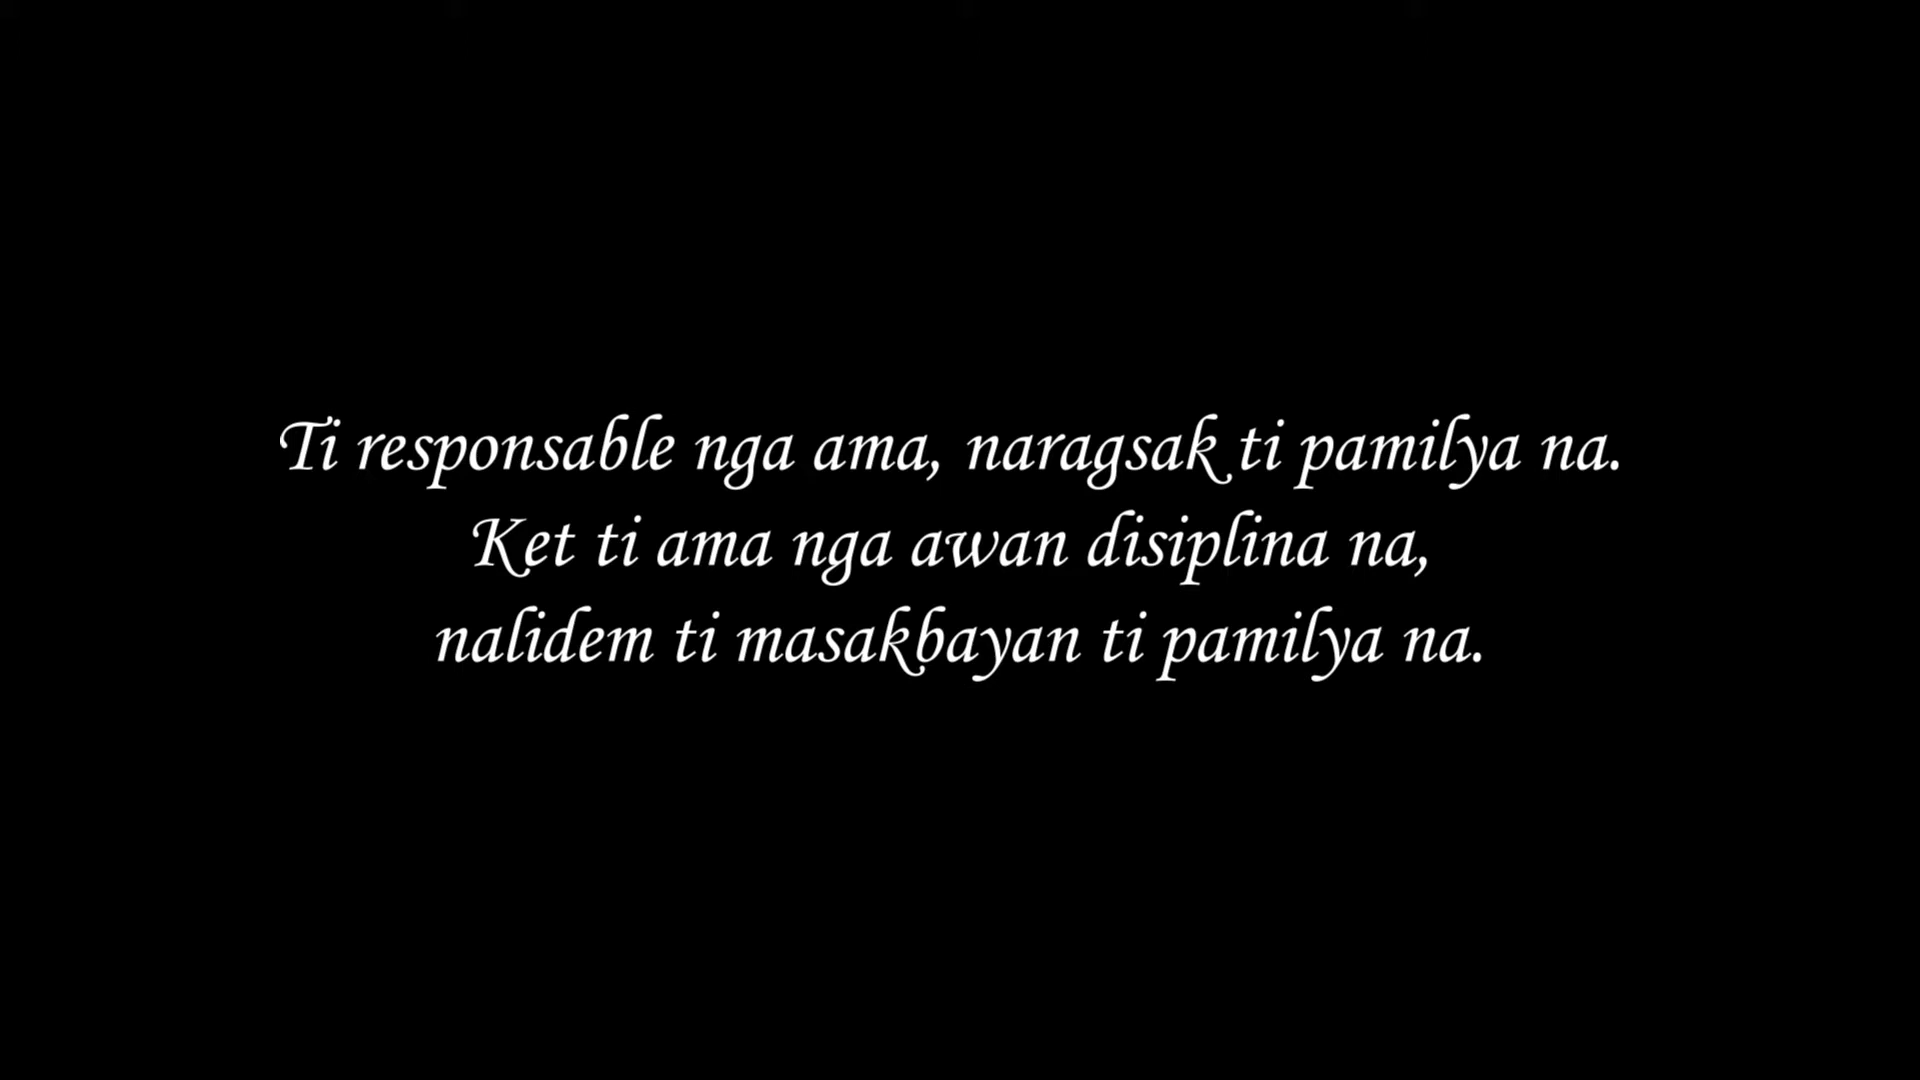 Ti responsable nga ama, naragsak ti pamilya na.
Ket ti ama nga awan disiplina na,
nalidem ti masakbayan ti pamilya na.